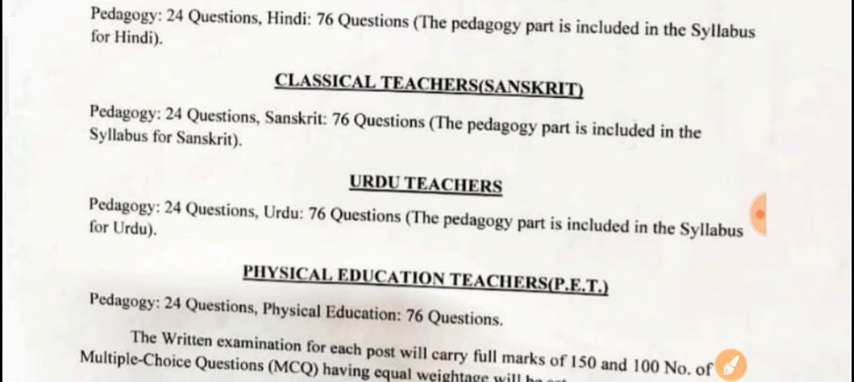 Pedagogy: 24 Questions, Hindi: 76 Questions (The pedagogy part is included in the Syllabus
for Hindi).
CLASSICAL TEACHERS(SANSKRIT)
Pedagogy: 24 Questions, Sanskrit: 76 Questions (The pedagogy part is included in the
Syllabus for Sanskrit).
URDU TEACHERS
Pedagogy: 24 Questions, Urdu: 76 Questions (The pedagogy part is included in the Syllabus
for Urdu).
PHYSICAL EDUCATION TEACHERS(P.E.T.)
Pedagogy: 24 Questions, Physical Education: 76 Questions.
The Written examination for each post will carry full marks of 150 and 100 No. of
Multiple-Choice Questions (MCQ) having equal weightage will be